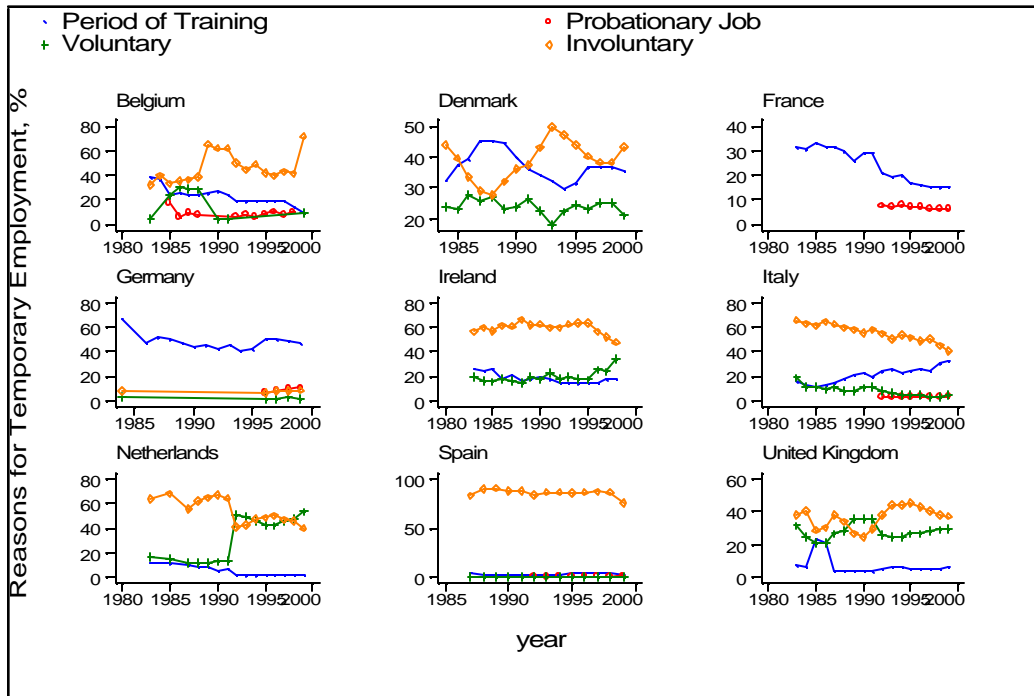 Period of Training
Probationary Job
Voluntary
Involuntary
Reasons for Temporary Employment, %
Belgium
80
60
40
20
0
1980 1985 1990 1995 2000
Denmark
50
40
30
20
1985 1990 1995 2000
France
40
30
20
10
0
1980 1985 1990 1995 2000
Germany
80
60
40
20
0
1985 1990 1995 2000
Ireland
80
60
40
20
0
1980 1985 1990 1995 2000
Italy
80
60
40
20
0
1980 1985 1990 1995 2000
Netherlands
80
60
40
20
0
1980 1985 1990 1995 2000
Spain
100
50
0
1985 1990 1995 2000
United Kingdom
60
40
20
0
1980 1985 1990 1995 2000
year